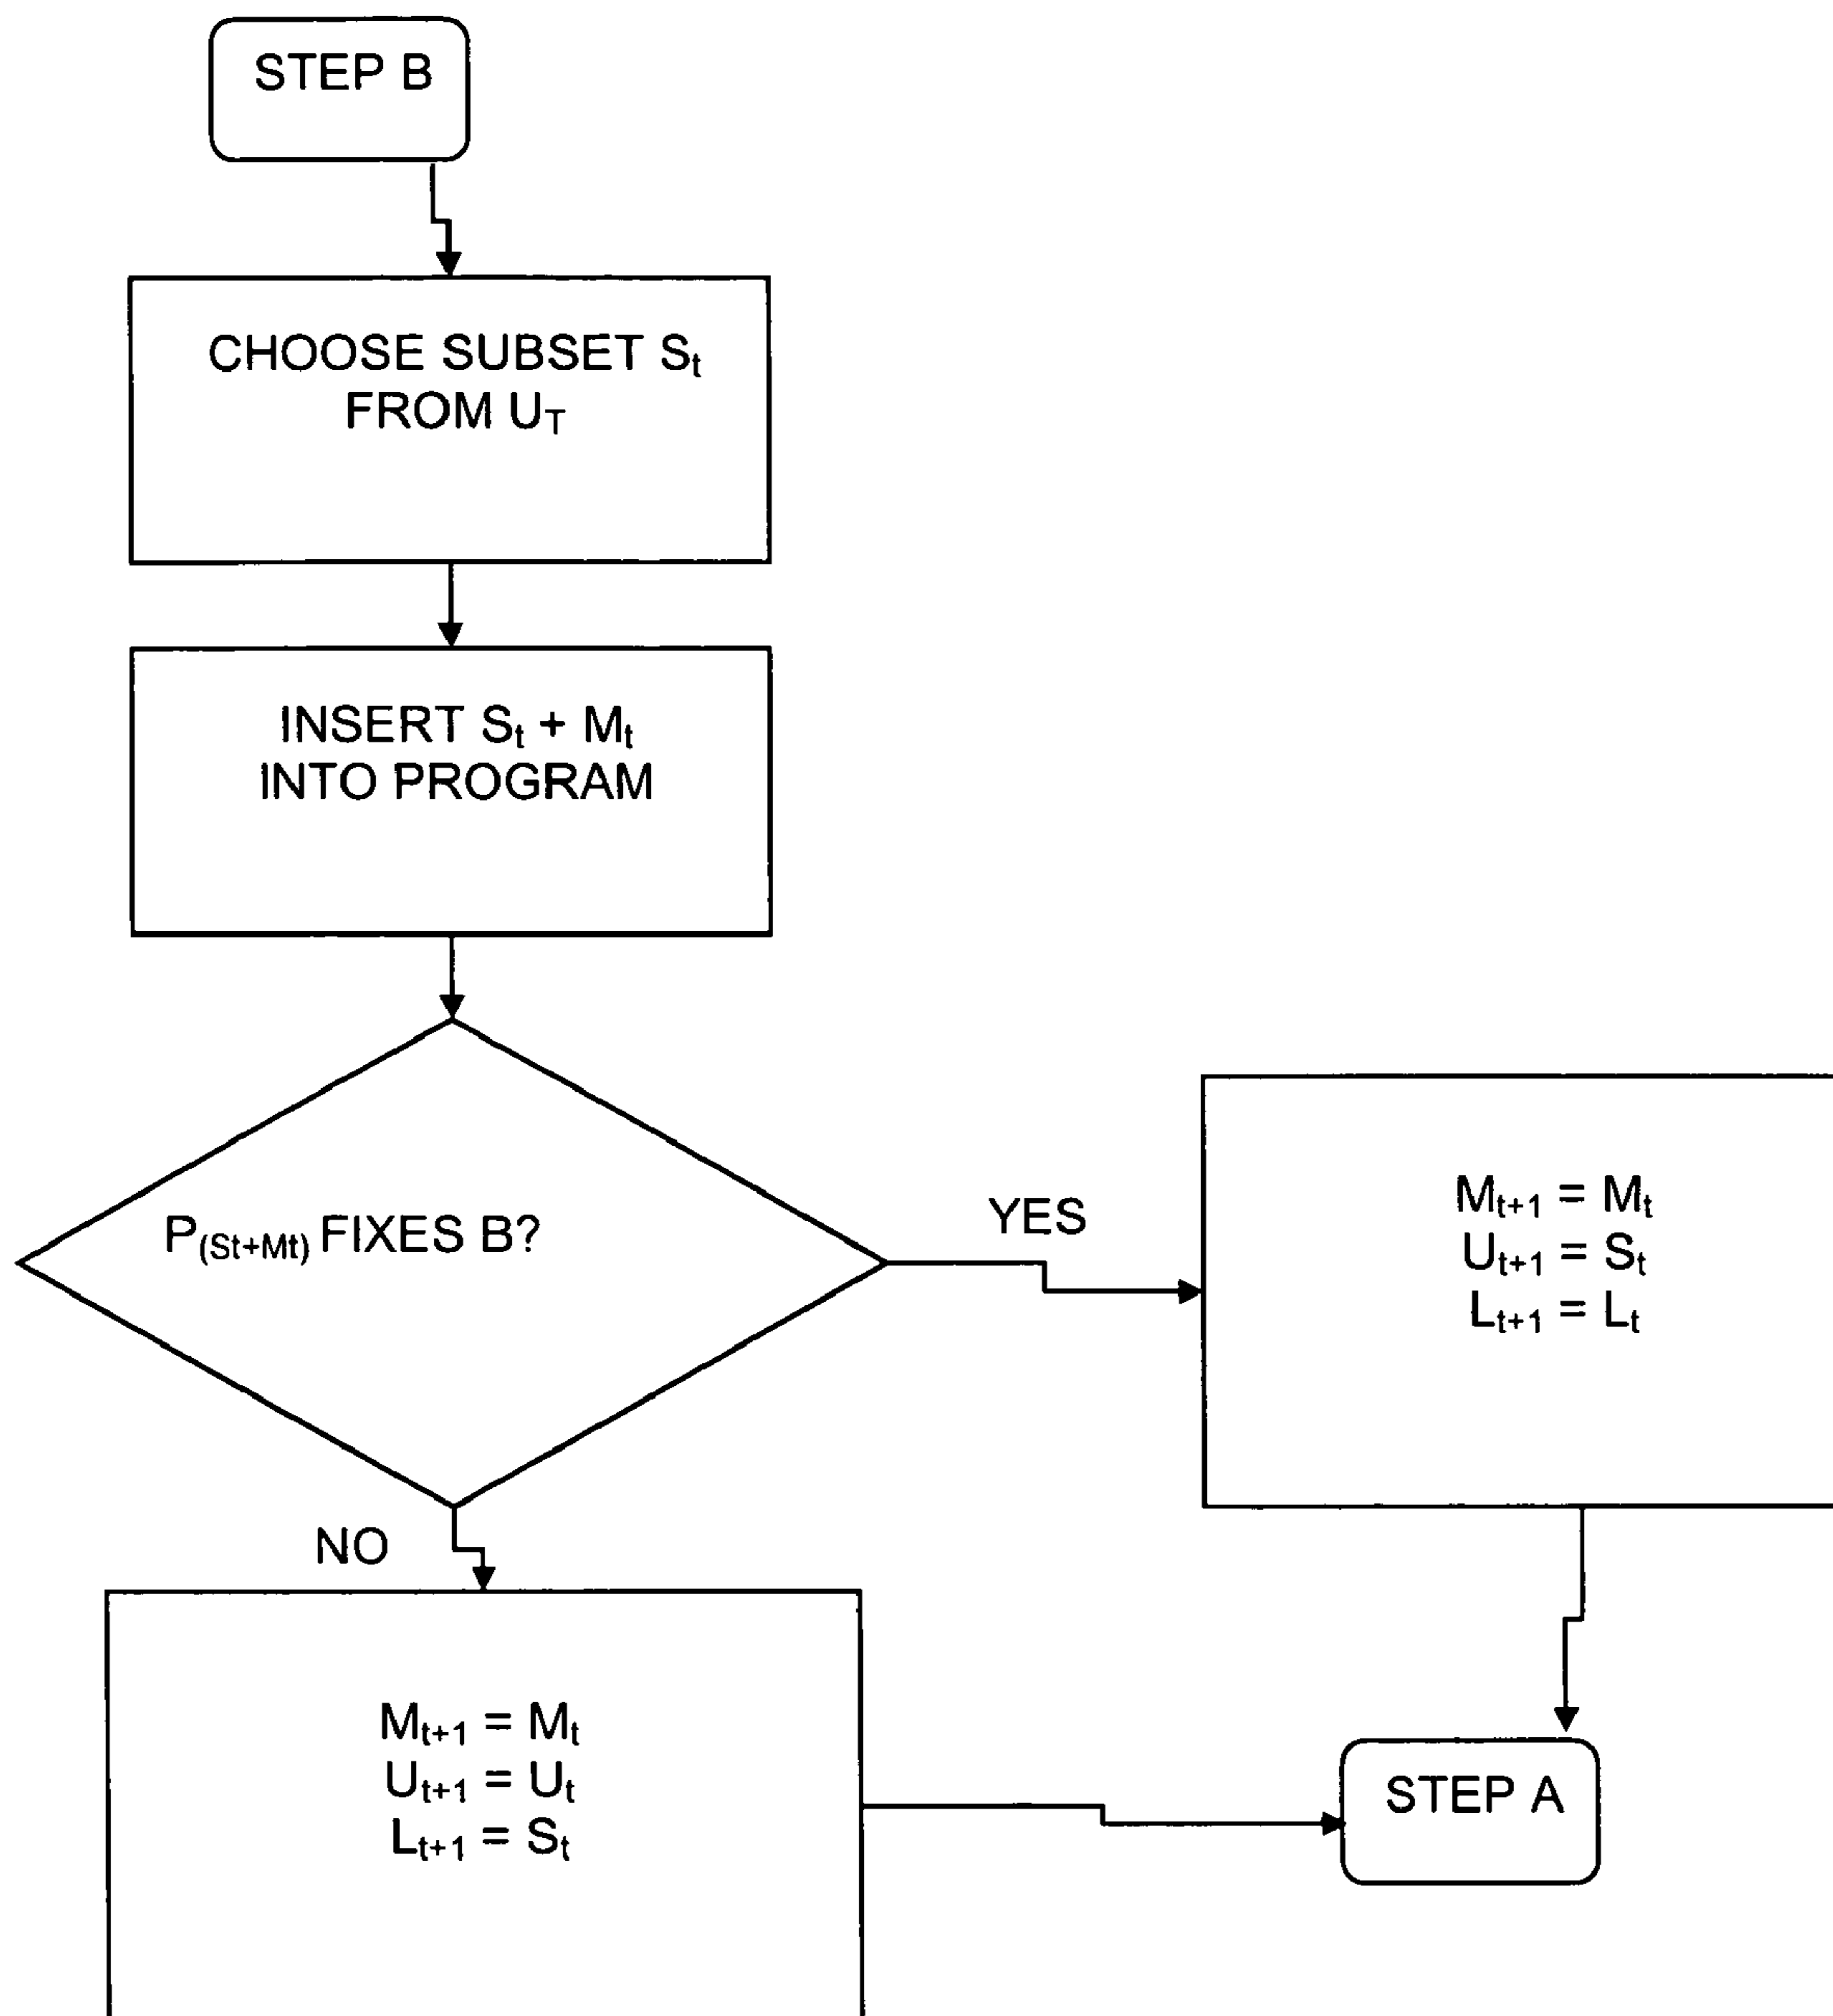 STEP B
CHOOSE SUBSET Sₜ
FROM U_T
INSERT Sₜ + Mₜ
INTO PROGRAM
P₍Sₜ₊Mₜ₎ FIXES B?
YES
Mₜ₊₁ = Mₜ
Uₜ₊₁ = Sₜ
Lₜ₊₁ = Lₜ
NO
Mₜ₊₁ = Mₜ
Uₜ₊₁ = Uₜ
Lₜ₊₁ = Sₜ
STEP A